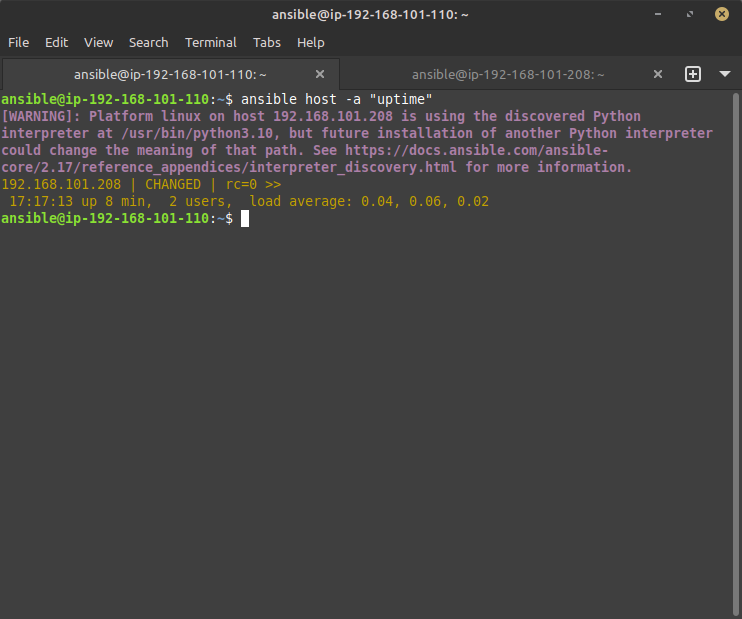 ansible@ip-192-168-101-110: ~
File Edit View Search Terminal Tabs Help
ansible@ip-192-168-101-110: ~ ansible@ip-192-168-101-208: ~
ansible@ip-192-168-101-110:~$ ansible host -a "uptime"
[WARNING]: Platform linux on host 192.168.101.208 is using the discovered Python
interpreter at /usr/bin/python3.10, but future installation of another Python interpreter
could change the meaning of that path. See https://docs.ansible.com/ansible-
core/2.17/reference_appendices/interpreter_discovery.html for more information.
192.168.101.208 | CHANGED | rc=0 >>
 17:17:13 up 8 min,  2 users,  load average: 0.04, 0.06, 0.02
ansible@ip-192-168-101-110:~$